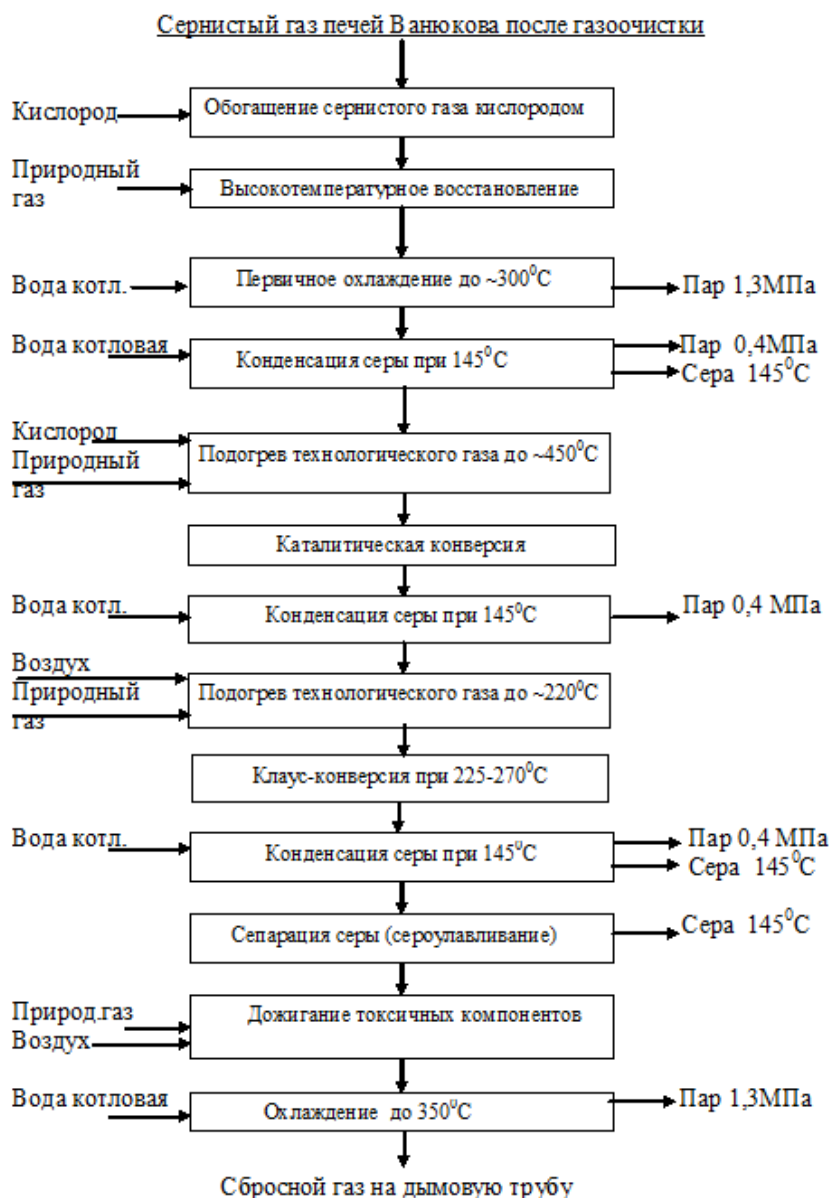 Сернистый газ печей Ванюкова после газоочистки
Кислород
Обогащение сернистого газа кислородом
Природный
газ
Высокотемпературное восстановление
Вода котл.
Первичное охлаждение до ~300⁰С
Пар 1,3МПа
Вода котловая
Конденсация серы при 145⁰С
Пар 0,4МПа
Сера 145⁰С
Кислород
Природный
газ
Подогрев технологического газа до ~450⁰С
Каталитическая конверсия
Вода котл.
Конденсация серы при 145⁰С
Пар 0,4 МПа
Воздух
Природный
газ
Подогрев технологического газа до ~220⁰С
Клаус-конверсия при 225-270⁰С
Вода котл.
Конденсация серы при 145⁰С
Пар 0,4 МПа
Сера 145⁰С
Сепарация серы (сероулавливание)
Сера 145⁰С
Природ.газ
Воздух
Дожигание токсичных компонентов
Вода котловая
Охлаждение до 350⁰С
Пар 1,3МПа
Сбросной газ на дымовую трубу